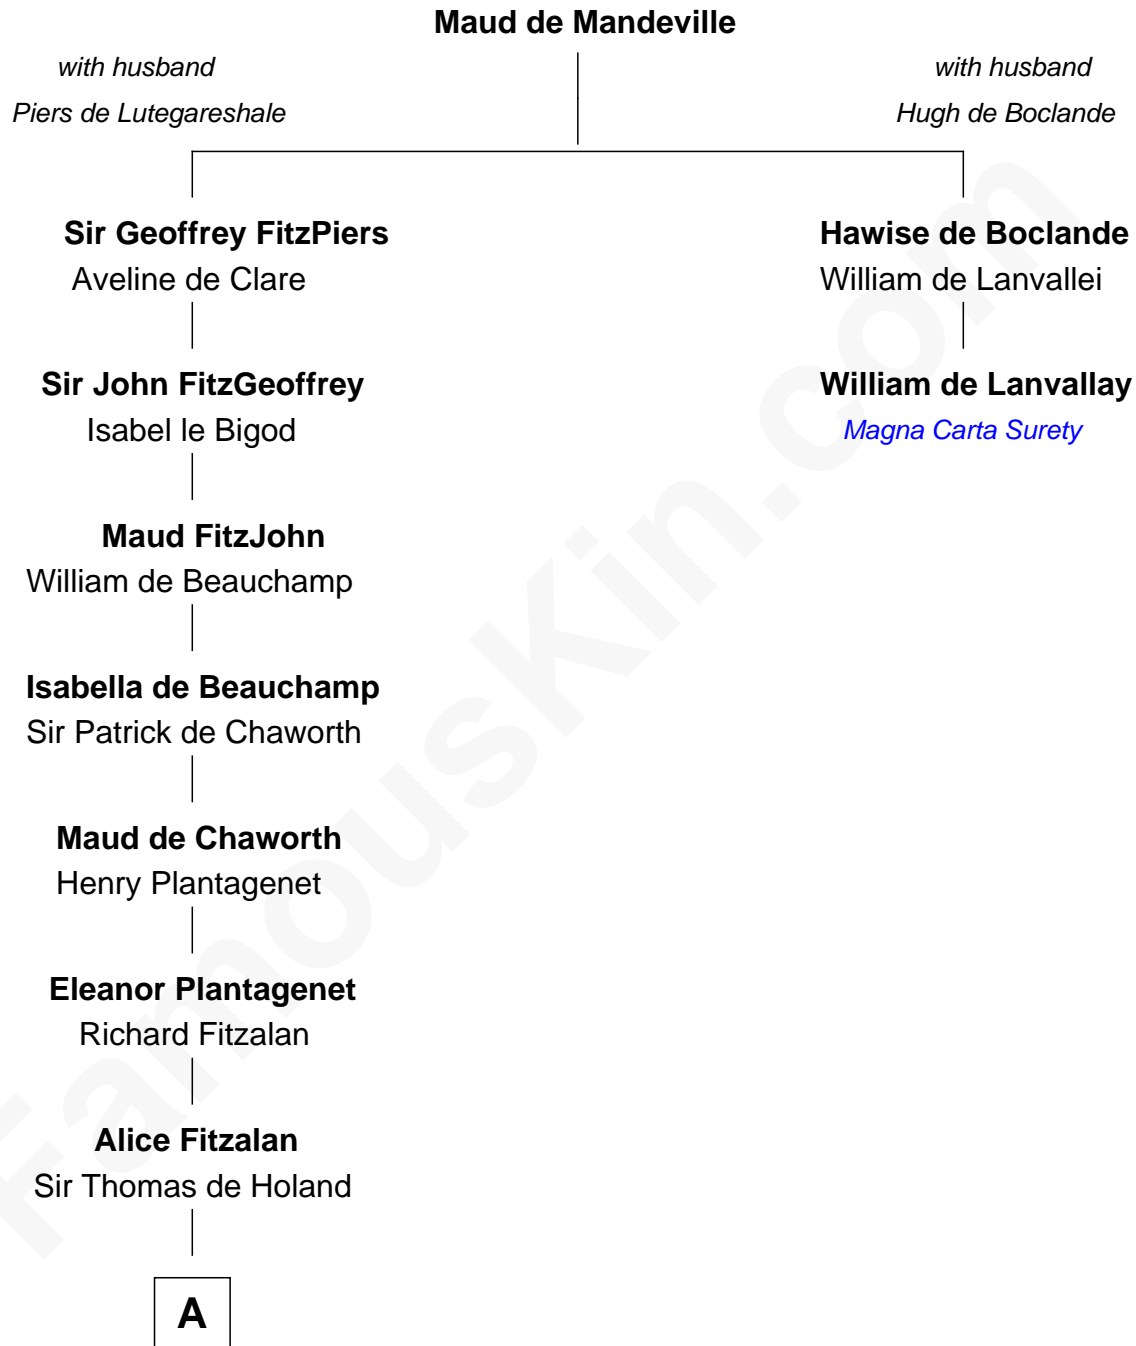 Maud de Mandeville
with husband
Piers de Lutegareshale
with husband
Hugh de Boclande
Sir Geoffrey FitzPiers
Aveline de Clare
Hawise de Boclande
William de Lanvallei
Sir John FitzGeoffrey
Isabel le Bigod
William de Lanvallay
Magna Carta Surety
Maud FitzJohn
William de Beauchamp
Isabella de Beauchamp
Sir Patrick de Chaworth
Maud de Chaworth
Henry Plantagenet
Eleanor Plantagenet
Richard Fitzalan
Alice Fitzalan
Sir Thomas de Holand
A
FamousKin.com